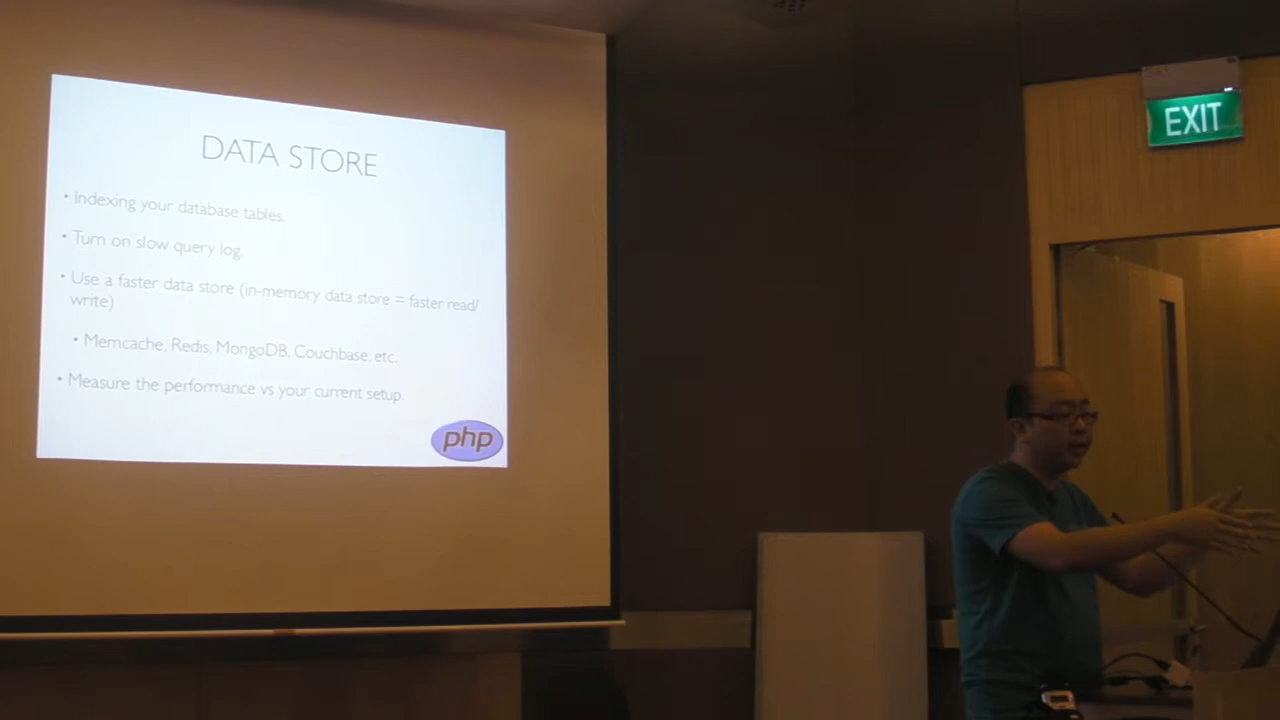 DATA STORE
• Indexing your database tables.
• Turn on slow query log.
• Use a faster data store (in-memory data store = faster read/
write)
• Memcache, Redis, MongoDB, Couchbase, etc.
• Measure the performance vs your current setup.
php
EXIT